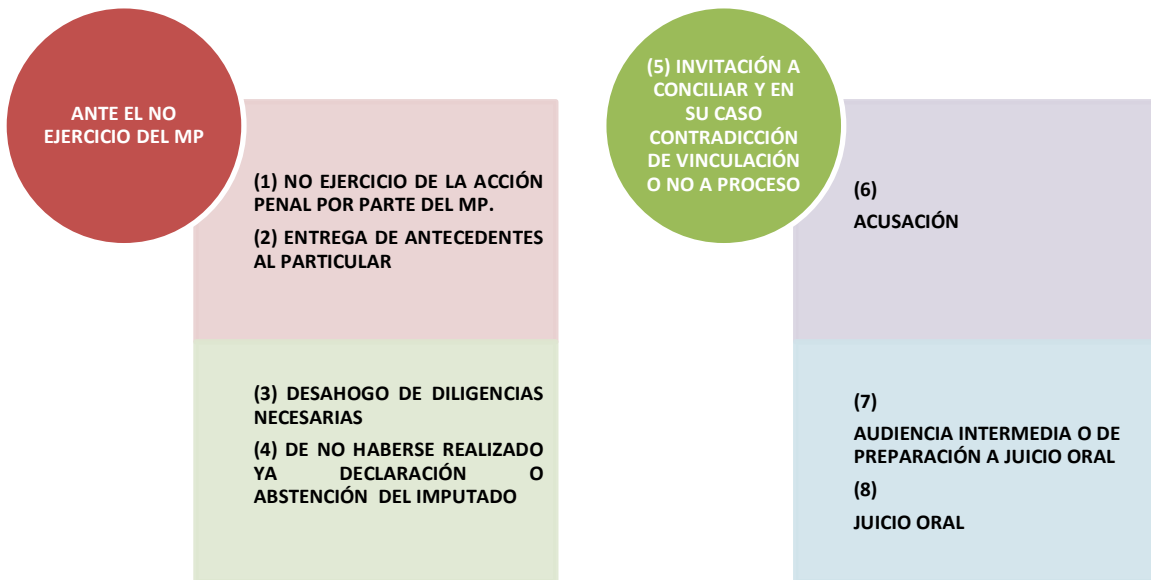 ANTE EL NO
EJERCICIO DEL MP
(1) NO EJERCICIO DE LA ACCIÓN
PENAL POR PARTE DEL MP.
(2) ENTREGA DE ANTECEDENTES
AL PARTICULAR
(3) DESAHOGO DE DILIGENCIAS
NECESARIAS
(4) DE NO HABERSE REALIZADO
YA DECLARACIÓN O
ABSTENCIÓN DEL IMPUTADO
(5) INVITACIÓN A
CONCILIAR Y EN
SU CASO
CONTRADICCIÓN
DE VINCULACIÓN
O NO A PROCESO
(6)
ACUSACIÓN
(7)
AUDIENCIA INTERMEDIA O DE
PREPARACIÓN A JUICIO ORAL
(8)
JUICIO ORAL